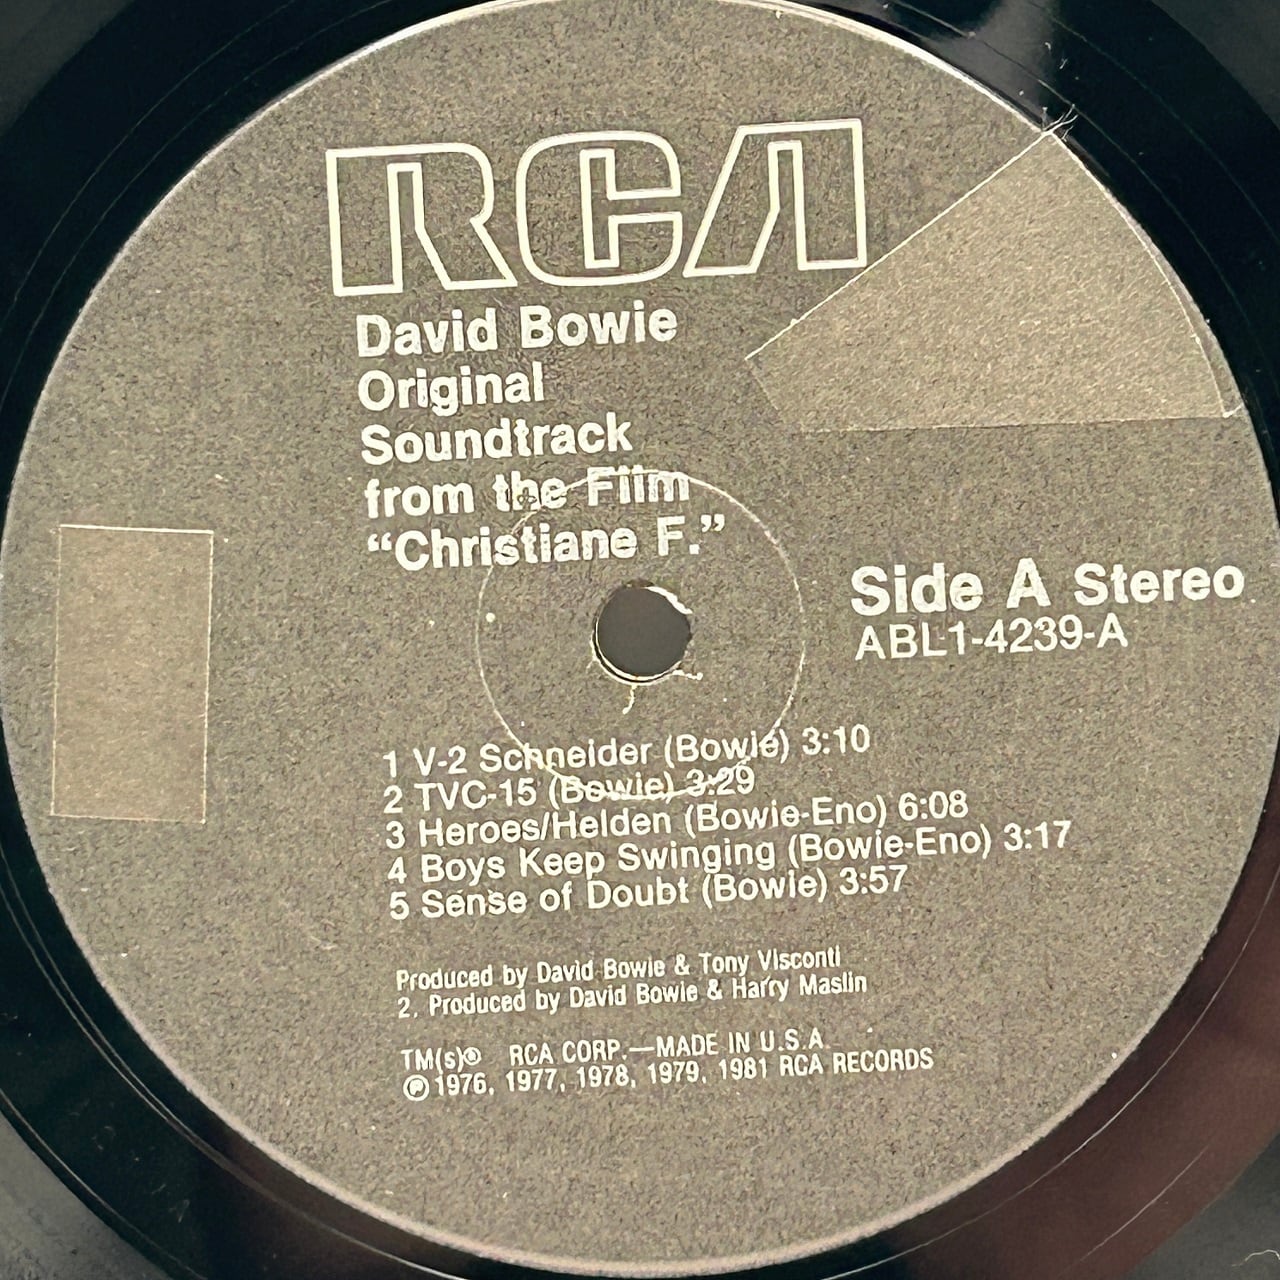 RCA
David Bowie
Original
Soundtrack
from the Film
“Christiane F.”
Side A Stereo
ABL1-4239-A
1 V-2 Schneider (Bowie) 3:10
2 TVC-15 (Bowie) 3:29
3 Heroes/Helden (Bowie-Eno) 6:08
4 Boys Keep Swinging (Bowie-Eno) 3:17
5 Sense of Doubt (Bowie) 3:57
Produced by David Bowie & Tony Visconti
2. Produced by David Bowie & Harry Maslin
TM(s)® RCA CORP.—MADE IN U.S.A.
℗ 1976, 1977, 1978, 1979, 1981 RCA RECORDS